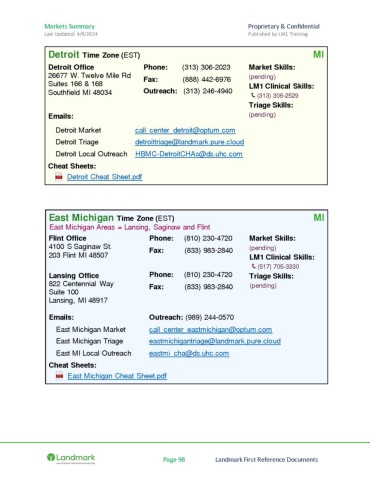 Markets Summary Proprietary & Confidential
Last Updated: 4/8/2024 Published by LM1 Training
Detroit Time Zone (EST) MI
Detroit Office Phone: (313) 306-2023 Market Skills:
26677 W. Twelve Mile Rd Fax: (888) 442-6976 (pending)
Suites 166 & 168 Outreach: (313) 246-4940 LM1 Clinical Skills:
Southfield MI 48034 (313) 306-2529
Triage Skills:
Emails: (pending)
Detroit Market call_center_detroit@optum.com
Detroit Triage detroittriage@landmark.pure.cloud
Detroit Local Outreach HBMC-DetroitCHAs@ds.uhc.com
Cheat Sheets:
Detroit Cheat Sheet.pdf
East Michigan Time Zone (EST) MI
East Michigan Areas = Lansing, Saginaw and Flint
Flint Office Phone: (810) 230-4720 Market Skills:
4100 S Saginaw St. Fax: (833) 983-2840 (pending)
203 Flint MI 48507 LM1 Clinical Skills:
(517) 705-3330
Lansing Office Phone: (810) 230-4720 Triage Skills:
822 Centennial Way Fax: (833) 983-2840 (pending)
Suite 100
Lansing, MI 48917
Emails: Outreach: (989) 244-0570
East Michigan Market call_center_eastmichigan@optum.com
East Michigan Triage eastmichigantriage@landmark.pure.cloud
East MI Local Outreach eastmi_cha@ds.uhc.com
Cheat Sheets:
East Michigan Cheat Sheet.pdf
Landmark Page 98 Landmark First Reference Documents